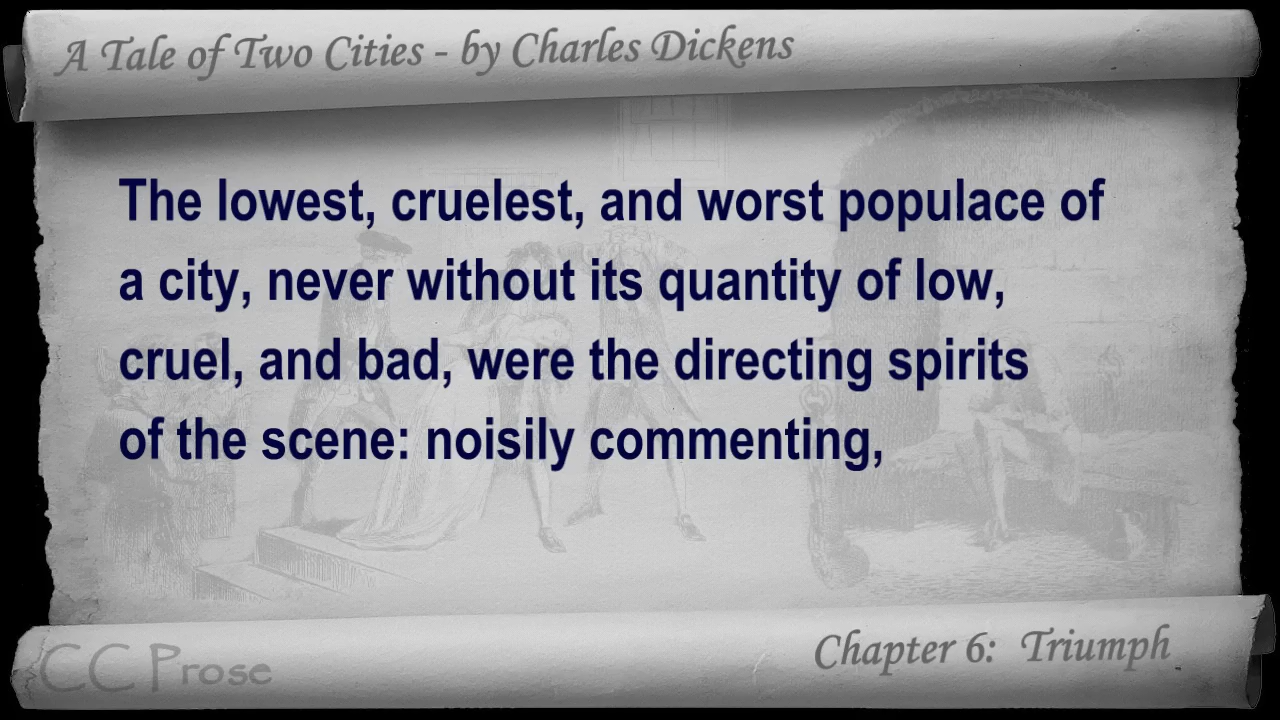 A Tale of Two Cities - by Charles Dickens
The lowest, cruelest, and worst populace of
a city, never without its quantity of low,
cruel, and bad, were the directing spirits
of the scene: noisily commenting,
CC Prose
Chapter 6: Triumph